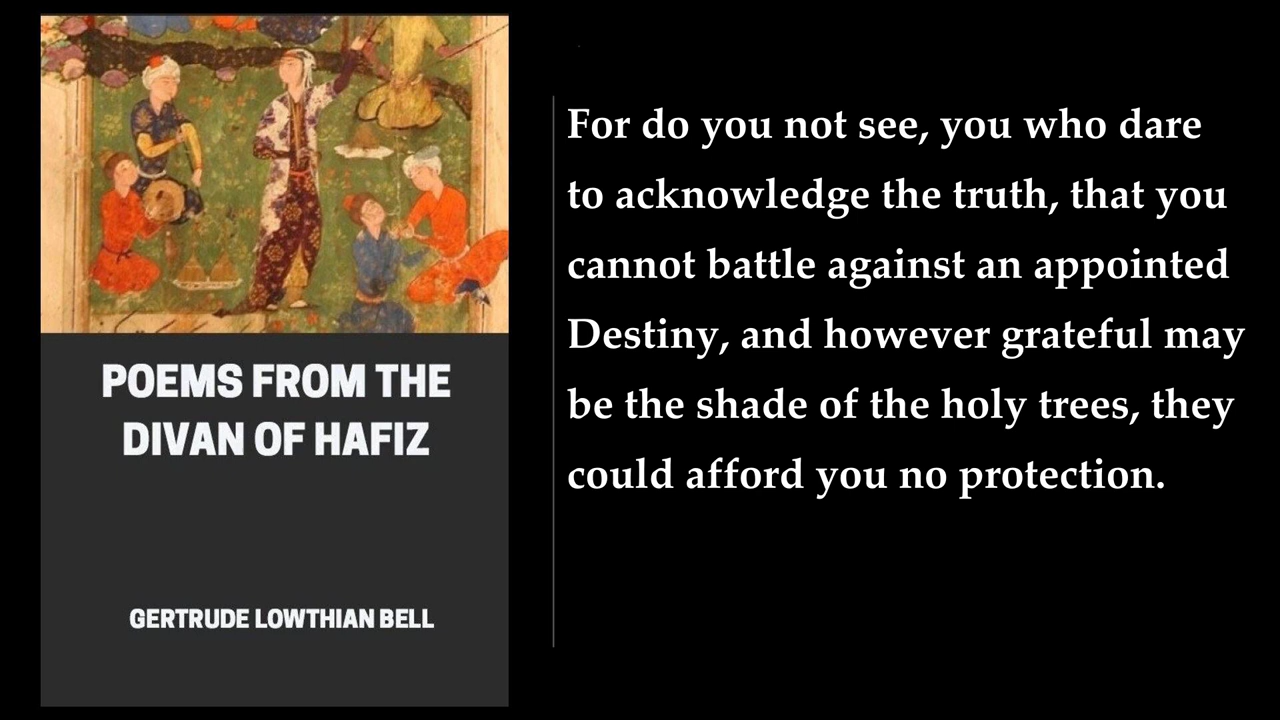 POEMS FROM THE
DIVAN OF HAFIZ
GERTRUDE LOWTHIAN BELL
For do you not see, you who dare
to acknowledge the truth, that you
cannot battle against an appointed
Destiny, and however grateful may
be the shade of the holy trees, they
could afford you no protection.